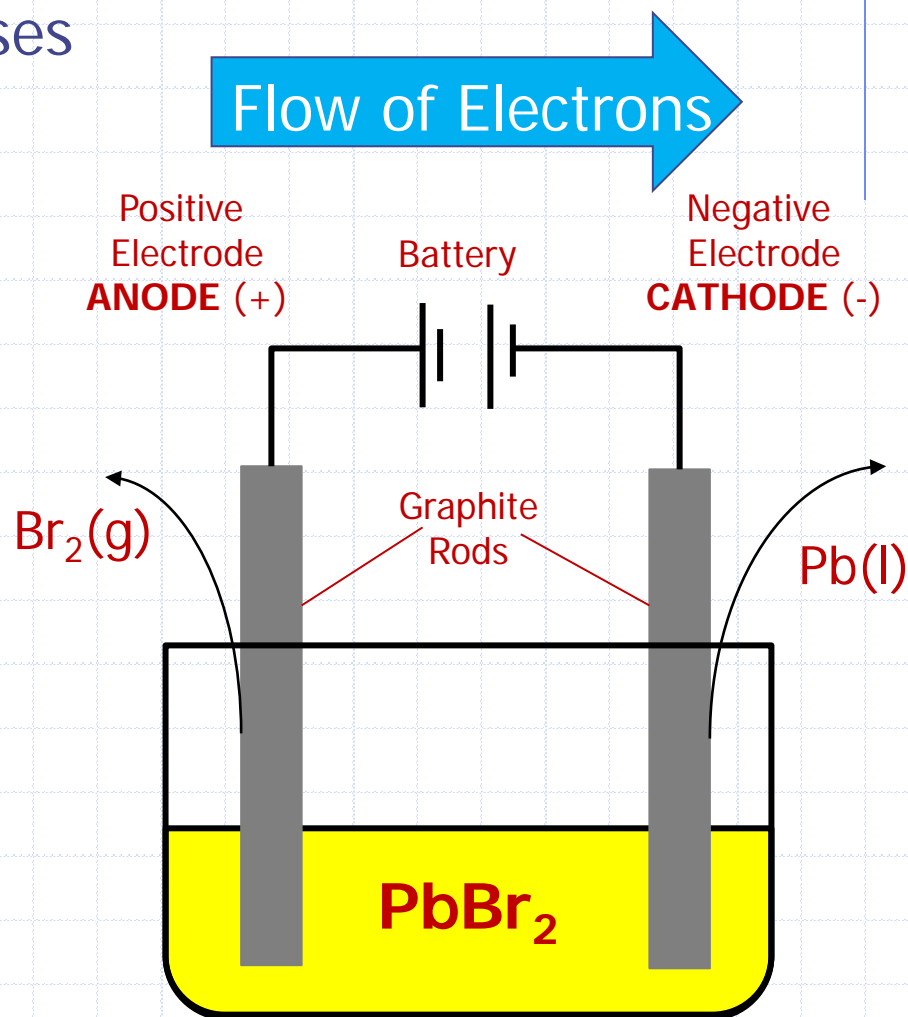 ses
Flow of Electrons
Positive
Electrode
ANODE (+)
Battery
Negative
Electrode
CATHODE (-)
Br₂(g)
Graphite
Rods
Pb(l)
PbBr₂